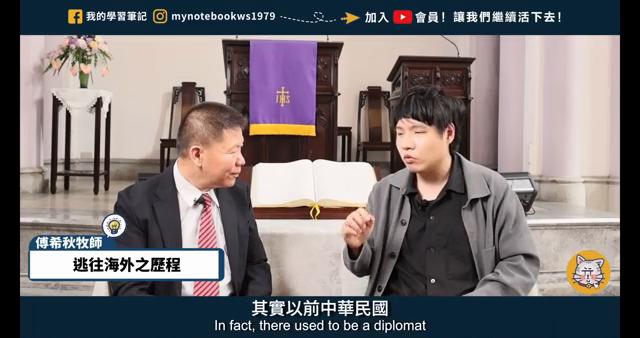 我的學習筆記 mynotebookws1979 加入 會員！讓我們繼續活下去！
IHS
傅希秋牧師
逃往海外之歷程
其實以前中華民國
In fact, there used to be a diplomat